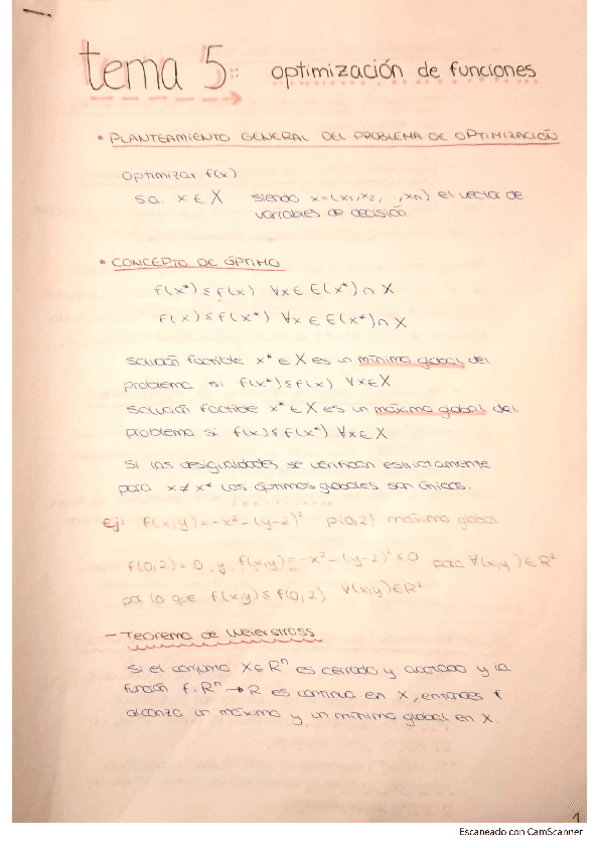 tema 5: optimización de funciones
• PLANTEAMIENTO GENERAL DEL PROBLEMA DE OPTIMIZACIÓN
Optimizar f(x)
s.a. x ∈ X siendo x=(x₁,x₂, - - ,xₙ) el vector de
variables de decisión
• CONCEPTO DE ÓPTIMO
f(x*) ≤ f(x) ∀x ∈ E(x*) ∩ X
f(x) ≤ f(x*) ∀x ∈ E(x*) ∩ X
solución factible x* ∈ X es un mínimo global del
problema si f(x*) ≤ f(x) ∀x∈X
solución factible x* ∈ X es un máximo global del
problema si f(x) ≤ f(x*) ∀x∈X
Si las desigualdades se verifican estrictamente
para x ≠ x* los óptimos globales son únicos.
Ej: f(x,y) = -x² - (y-2)² p(0,2) máximo global
f(0,2) = 0 y f(x,y) = -x² - (y-2)² ≤ 0 para ∀(x,y) ∈ R²
por lo que f(x,y) ≤ f(0,2) ∀(x,y) ∈ R²
- Teorema de Weierstrass
Si el conjunto X ⊆ Rⁿ es cerrado y acotado y la
función f: Rⁿ → R es continua en X, entonces f
alcanza un máximo y un mínimo global en X.
1
Escaneado con CamScanner